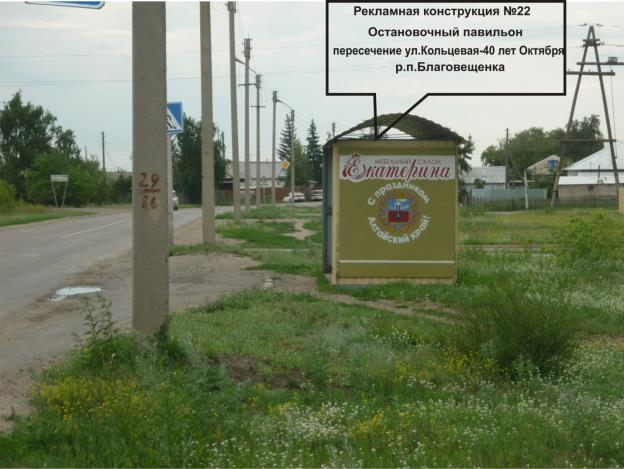 Рекламная конструкция №22
Остановочный павильон
пересечение ул.Кольцевая-40 лет Октября
р.п.Благовещенка
МЕБЕЛЬНЫЙ САЛОН
Екатерина
С ПРАЗДНИКОМ
АЛТАЙСКИЙ КРАЙ!
29
61